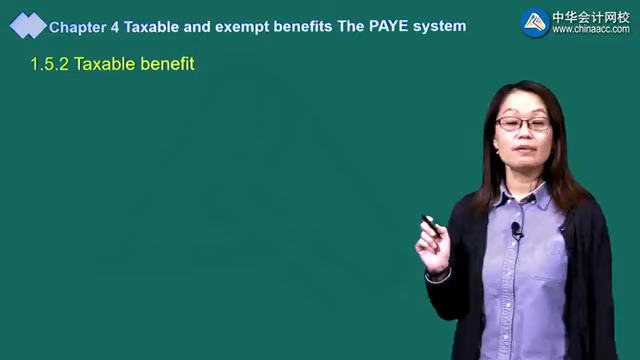 Chapter 4 Taxable and exempt benefits The PAYE system
中华会计网校
www.chinaacc.com
1.5.2 Taxable benefit